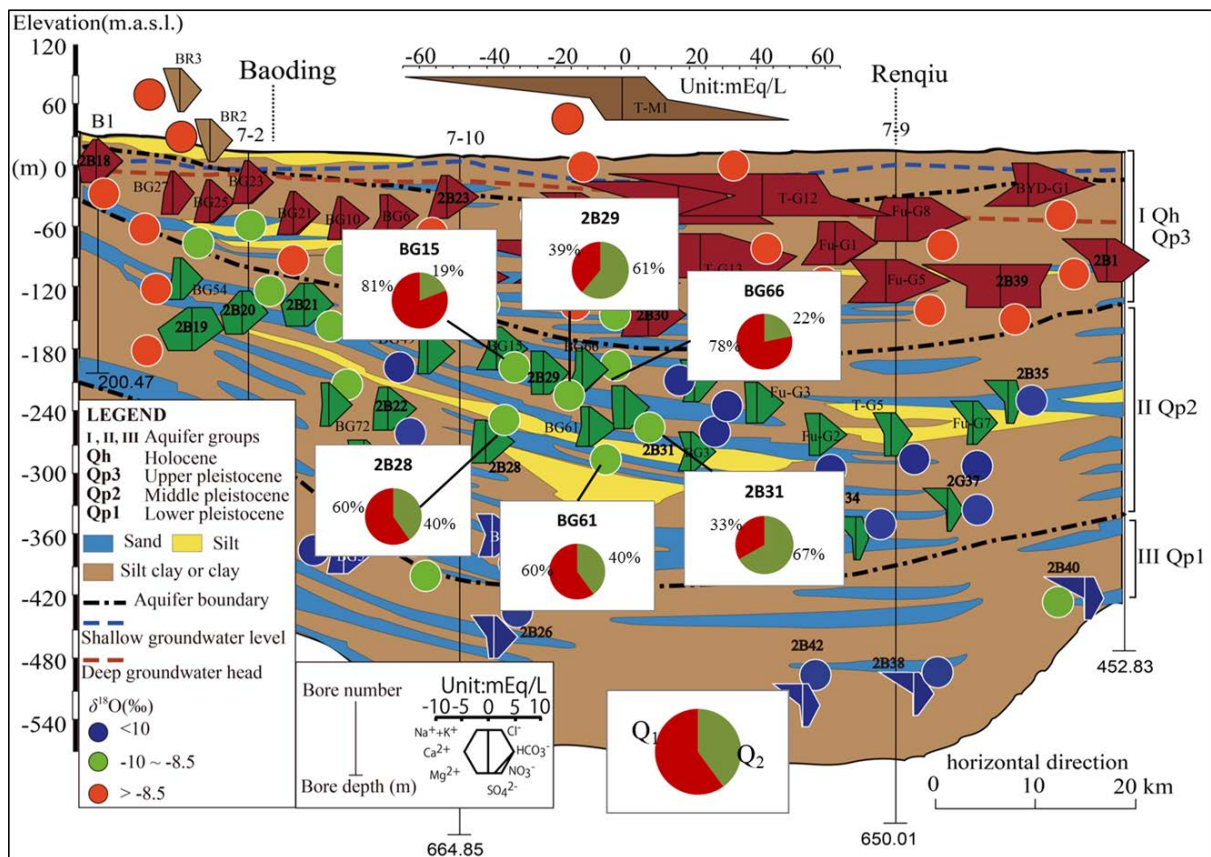 Elevation(m.a.s.l.)
120
60
(m) 0
-60
-120
-180
-240
-300
-360
-420
-480
-540
BR3
BR2
Baoding
-60 -40 -20 0 20 40 60
Unit:mEq/L
T-M1
Renqiu
B1
7-2
7-10
7-9
2B18
BG27
BG25
BG23
BG21
BG10
BG6
2B23
T-G12
Fu-G8
BYD-G1
Fu-G1
T-G13
Fu-G5
2B39
2B1
I Qh
Qp3
BG54
2B19
2B20
2B21
2B30
BG15
81%
19%
2B29
39%
61%
BG66
22%
78%
BG15
2B29
BG66
2B22
BG72
2B28
BG61
2B31
Fu-G3
Fu-G2
T-G5
Fu-G7
2B35
II Qp2
2G37
34
200.47
2B28
60%
40%
BG61
40%
60%
2B31
33%
67%
2B26
2B42
2B38
2B40
III Qp1
452.83
664.85
650.01
LEGEND
I, II, III Aquifer groups
Qh Holocene
Qp3 Upper pleistocene
Qp2 Middle pleistocene
Qp1 Lower pleistocene
Sand Silt
Silt clay or clay
Aquifer boundary
Shallow groundwater level
Deep groundwater head
δ18O(‰)
<10
-10 ~ -8.5
> -8.5
Bore number
Bore depth (m)
Unit:mEq/L
-10 -5 0 5 10
Na⁺+K⁺
Cl⁻
Ca²⁺
HCO₃⁻
Mg²⁺
NO₃⁻
SO₄²⁻
Q₁
Q₂
horizontal direction
0 10 20 km